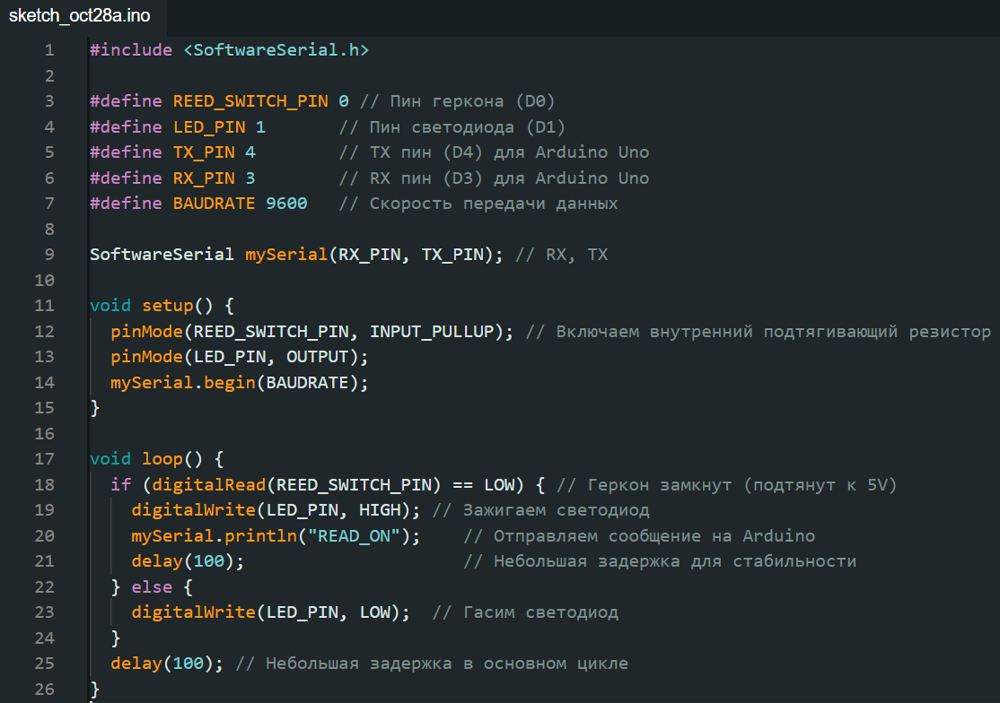 sketch_oct28a.ino
1 #include <SoftwareSerial.h>
2
3 #define REED_SWITCH_PIN 0 // Пин геркона (D0)
4 #define LED_PIN 1       // Пин светодиода (D1)
5 #define TX_PIN 4        // TX пин (D4) для Arduino Uno
6 #define RX_PIN 3        // RX пин (D3) для Arduino Uno
7 #define BAUDRATE 9600   // Скорость передачи данных
8
9 SoftwareSerial mySerial(RX_PIN, TX_PIN); // RX, TX
10
11 void setup() {
12   pinMode(REED_SWITCH_PIN, INPUT_PULLUP); // Включаем внутренний подтягивающий резистор
13   pinMode(LED_PIN, OUTPUT);
14   mySerial.begin(BAUDRATE);
15 }
16
17 void loop() {
18   if (digitalRead(REED_SWITCH_PIN) == LOW) { // Геркон замкнут (подтянут к 5V)
19     digitalWrite(LED_PIN, HIGH); // Зажигаем светодиод
20     mySerial.println("READ_ON");    // Отправляем сообщение на Arduino
21     delay(100);                     // Небольшая задержка для стабильности
22   } else {
23     digitalWrite(LED_PIN, LOW);  // Гасим светодиод
24   }
25   delay(100); // Небольшая задержка в основном цикле
26 }